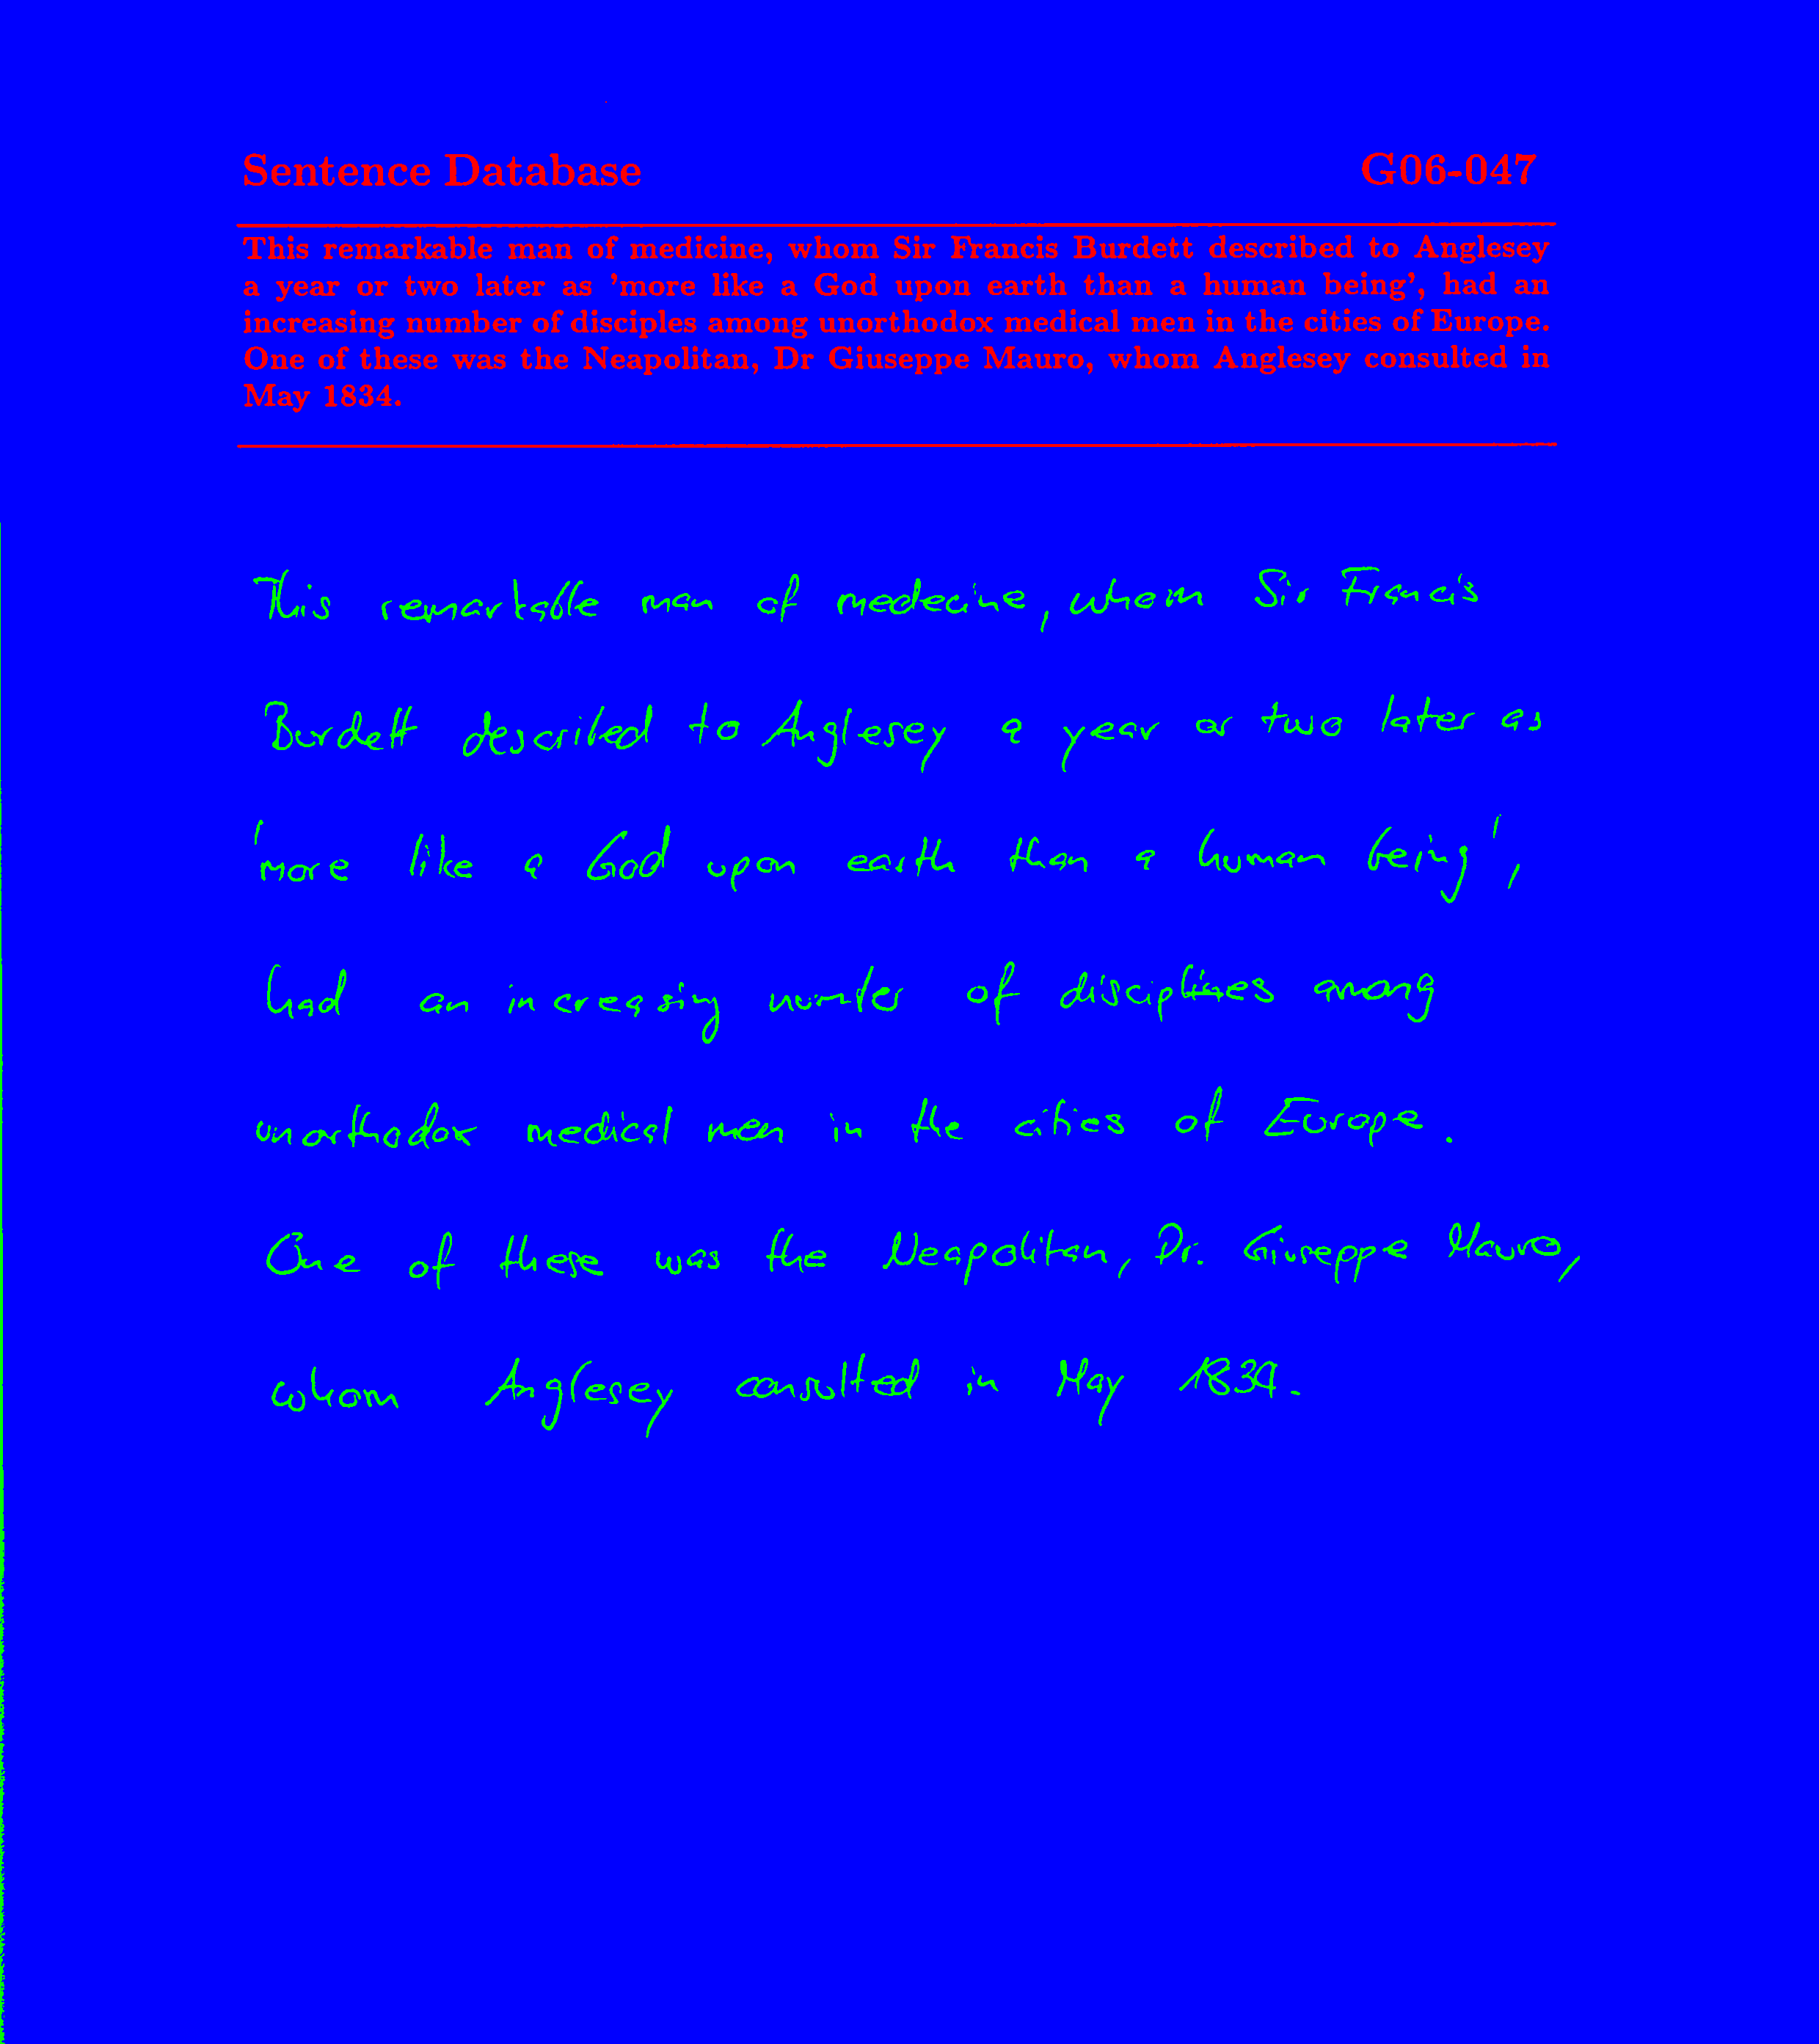 Sentence Database G06-047
This remarkable man of medicine, whom Sir Francis Burdett described to Anglesey
a year or two later as 'more like a God upon earth than a human being', had an
increasing number of disciples among unorthodox medical men in the cities of Europe.
One of these was the Neapolitan, Dr Giuseppe Mauro, whom Anglesey consulted in
May 1834.
This remarkable man of medecine, whom Sir Francis
Burdett described to Anglesey a year or two later as
'more like a God upon earth than a human being',
had an increasing number of disciplines among
unorthodox medical men in the cities of Europe.
One of these was the Neapolitan, Dr. Giuseppe Mauro,
whom Anglesey consulted in May 1834.